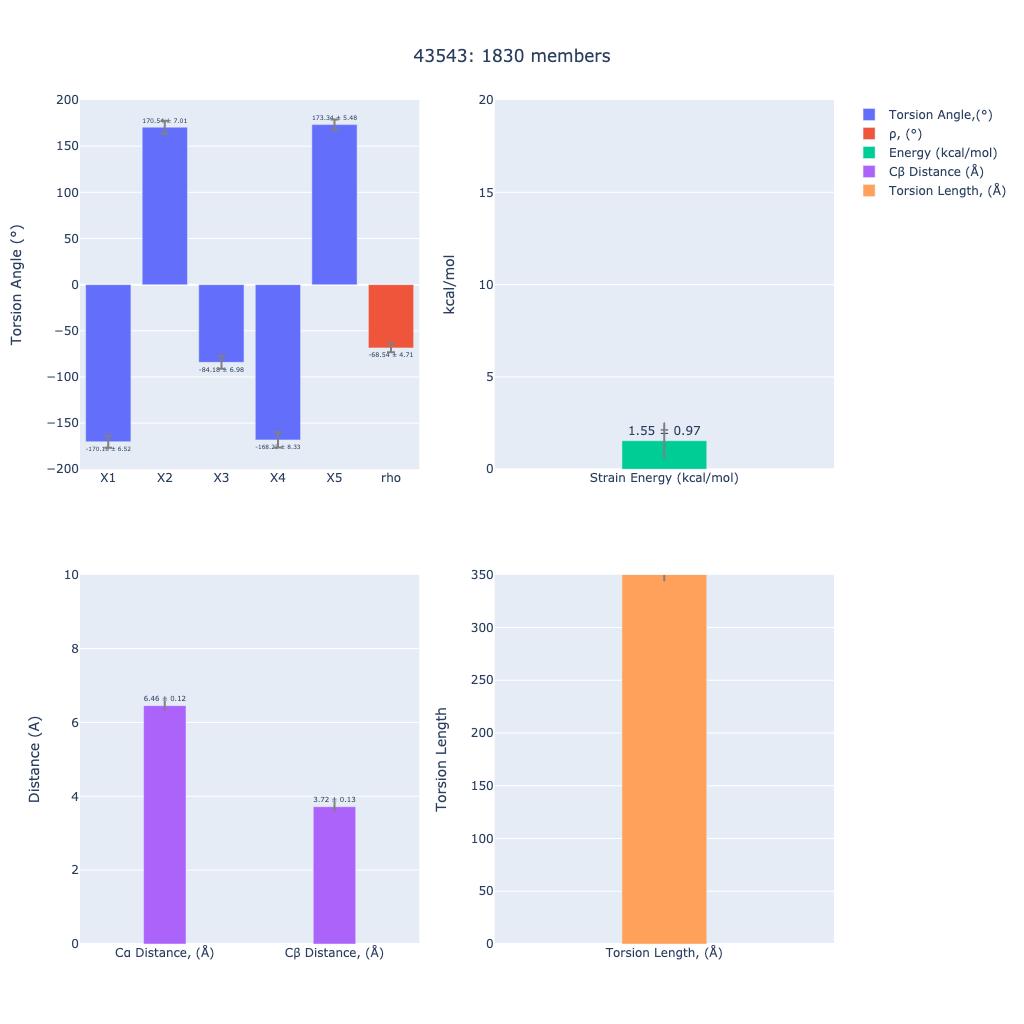 43543: 1830 members
Torsion Angle (°)
200
150
100
50
0
−50
−100
−150
−200
170.54 ± 7.01
173.34 ± 5.48
-84.18 ± 6.98
-68.54 ± 4.71
± 6.52
± 8.33
X1
X2
X3
X4
X5
rho
kcal/mol
20
15
10
5
0
1.55 ± 0.97
Strain Energy (kcal/mol)
Torsion Angle,(°)
ρ, (°)
Energy (kcal/mol)
Cβ Distance (Å)
Torsion Length, (Å)
Distance (A)
10
8
6
4
2
0
6.46 ± 0.12
3.72 ± 0.13
Cα Distance, (Å)
Cβ Distance, (Å)
Torsion Length
350
300
250
200
150
100
50
0
Torsion Length, (Å)